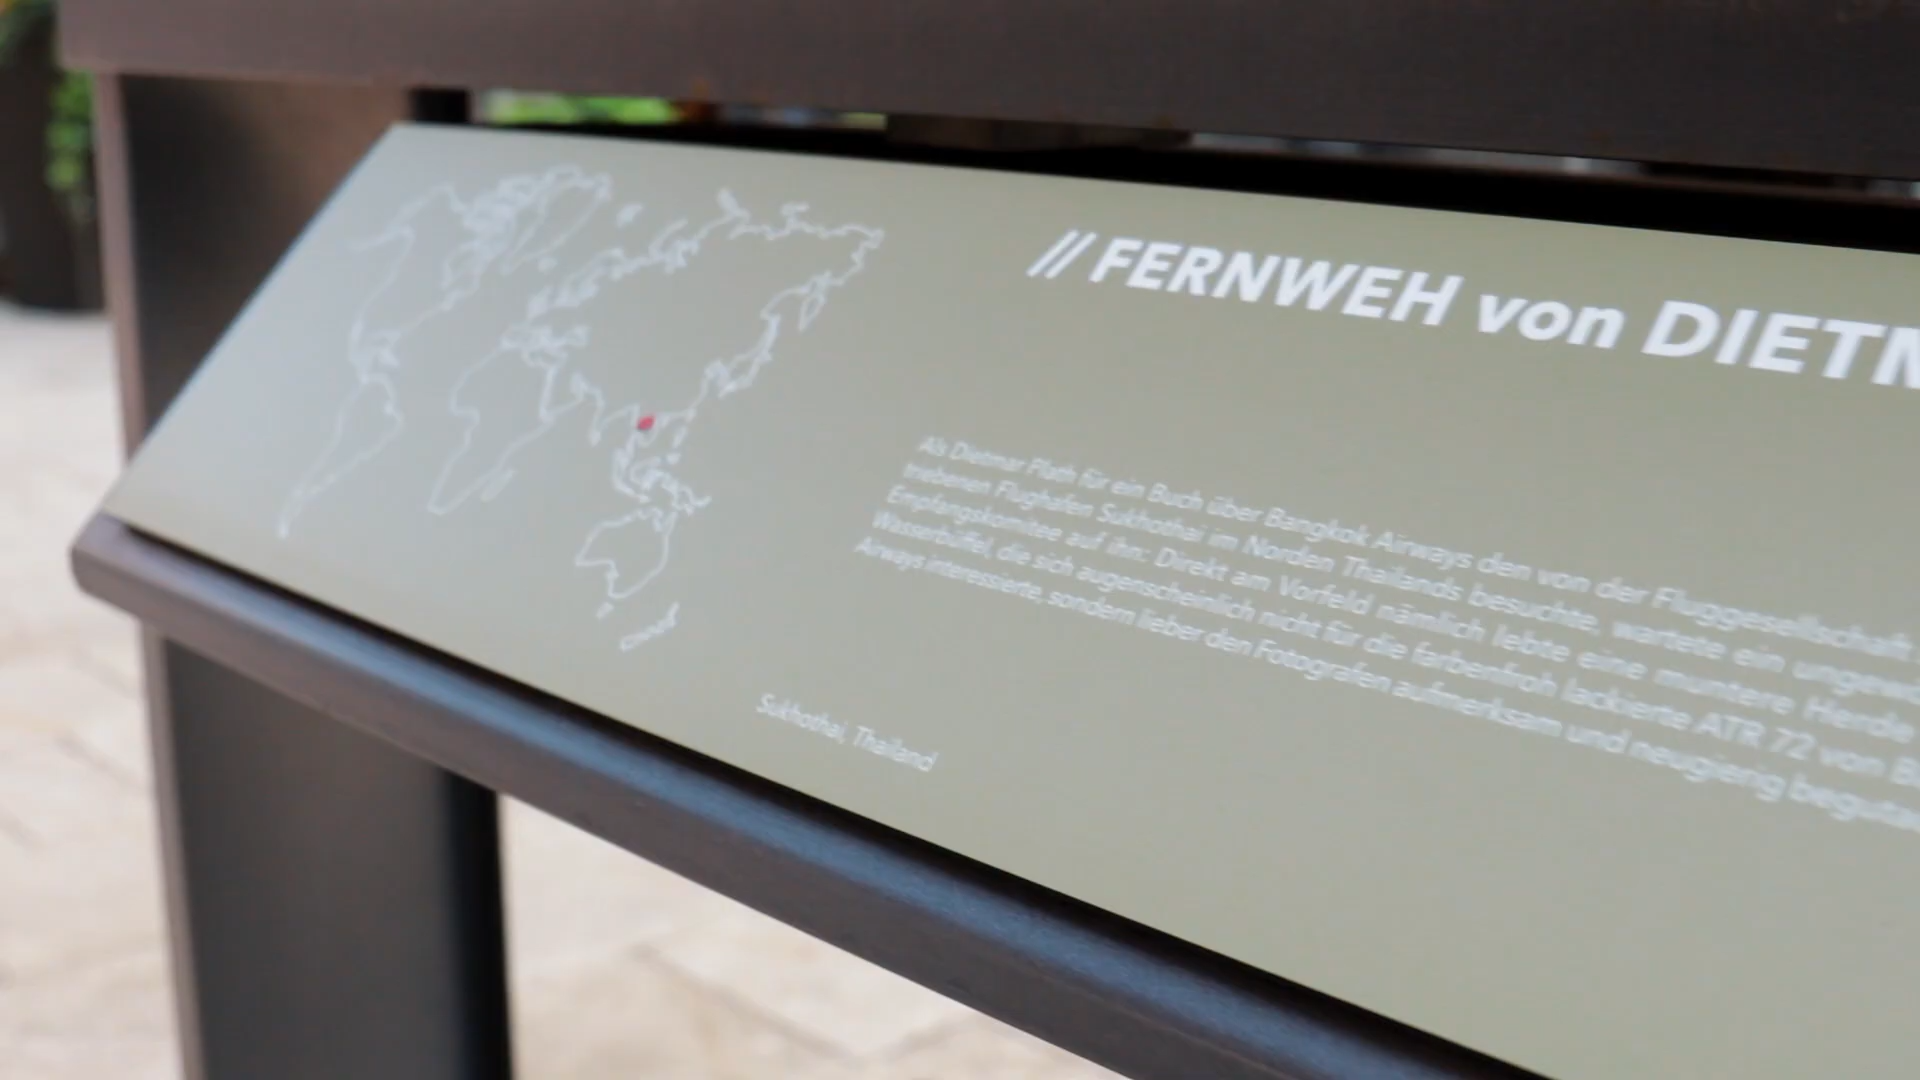 // FERNWEH von DIETM
Als Dietmar Plath für ein Buch über Bangkok Airways den von der Fluggesellschaft
triebenen Flughafen Sukhothai im Norden Thailands besuchte, wartete ein ungew
Empfangskomitee auf ihn: Direkt am Vorfeld nämlich lebte eine muntere Herde
Wasserbüffel, die sich augenscheinlich nicht für die farbenfroh lackierte ATR 72 von B
Airways interessierte, sondern lieber den Fotografen aufmerksam und neugierig beguta
Sukhothai, Thailand